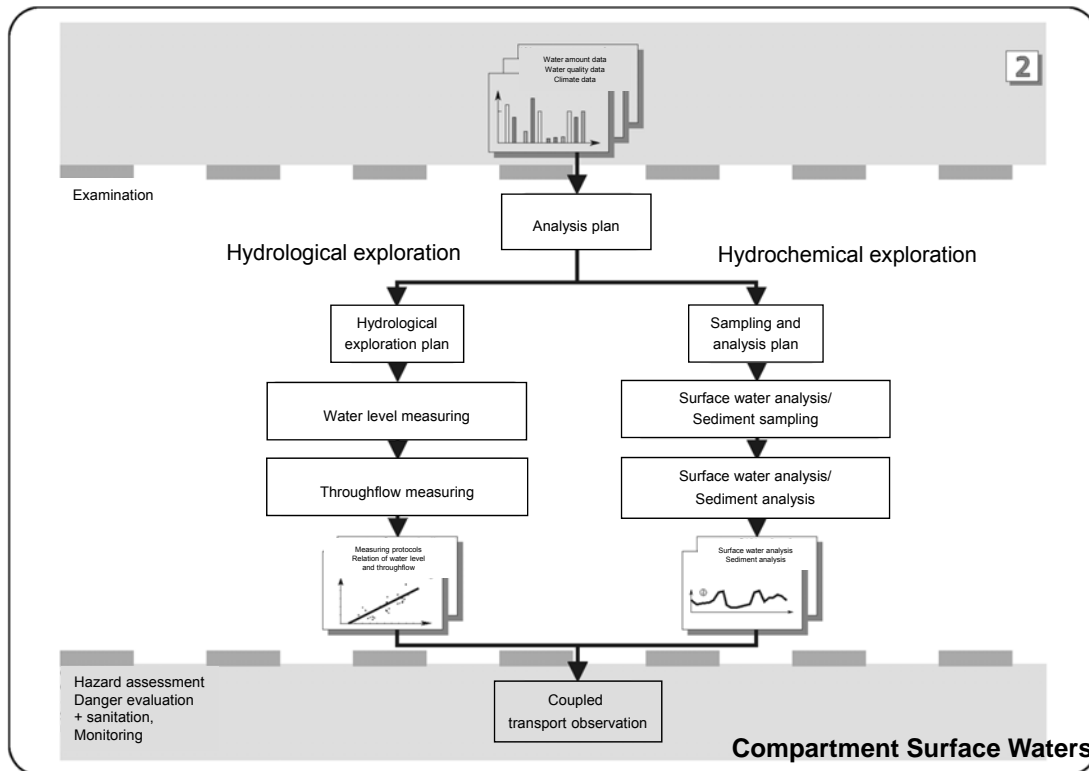 Water amount data
Water quality data
Climate data
2
Examination
Analysis plan
Hydrological exploration
Hydrochemical exploration
Hydrological
exploration plan
Sampling and
analysis plan
Water level measuring
Surface water analysis/
Sediment sampling
Throughflow measuring
Surface water analysis/
Sediment analysis
Measuring protocols
Relation of water level
and throughflow
Surface water analysis
Sediment analysis
Hazard assessment
Danger evaluation
+ sanitation,
Monitoring
Coupled
transport observation
Compartment Surface Waters